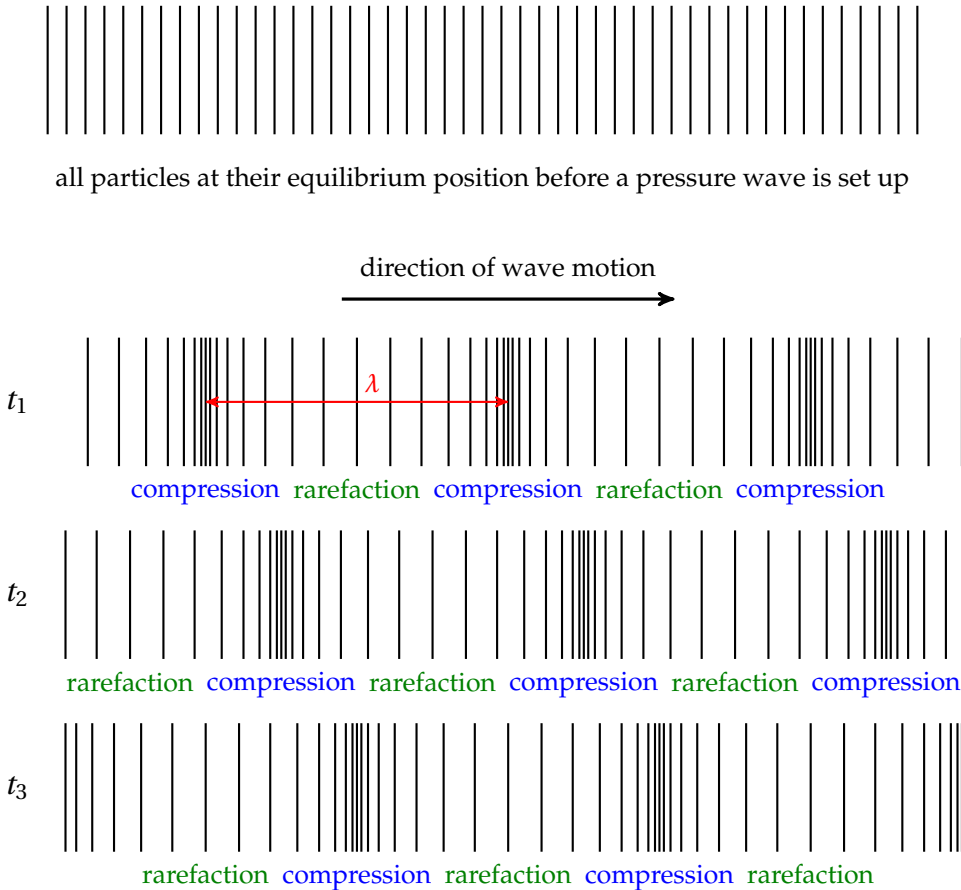 all particles at their equilibrium position before a pressure wave is set up
direction of wave motion
λ
t₁
compression rarefaction compression rarefaction compression
t₂
rarefaction compression rarefaction compression rarefaction compression
t₃
rarefaction compression rarefaction compression rarefaction